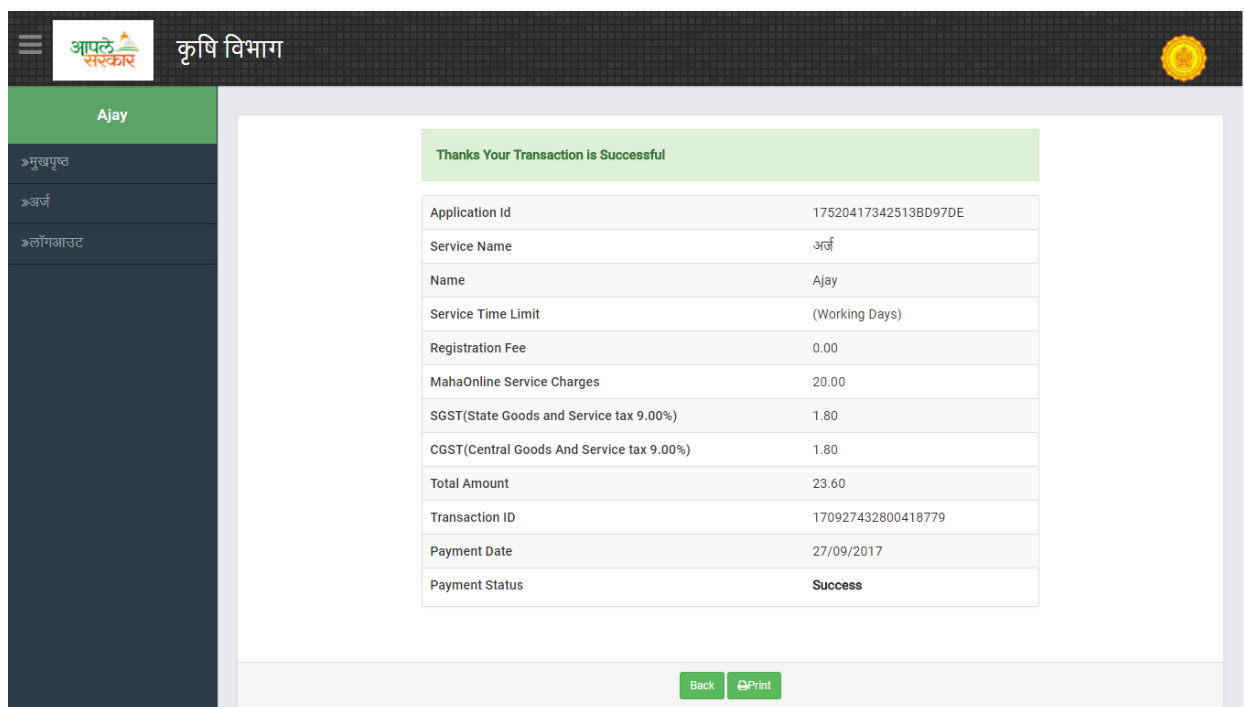 आपले
सरकार
कृषि विभाग
Ajay
»मुखपृष्ठ
»अर्ज
»लॉगआउट
Thanks Your Transaction is Successful
Application Id 17520417342513BD97DE
Service Name अर्ज
Name Ajay
Service Time Limit (Working Days)
Registration Fee 0.00
MahaOnline Service Charges 20.00
SGST(State Goods and Service tax 9.00%) 1.80
CGST(Central Goods And Service tax 9.00%) 1.80
Total Amount 23.60
Transaction ID 170927432800418779
Payment Date 27/09/2017
Payment Status Success
Back Print